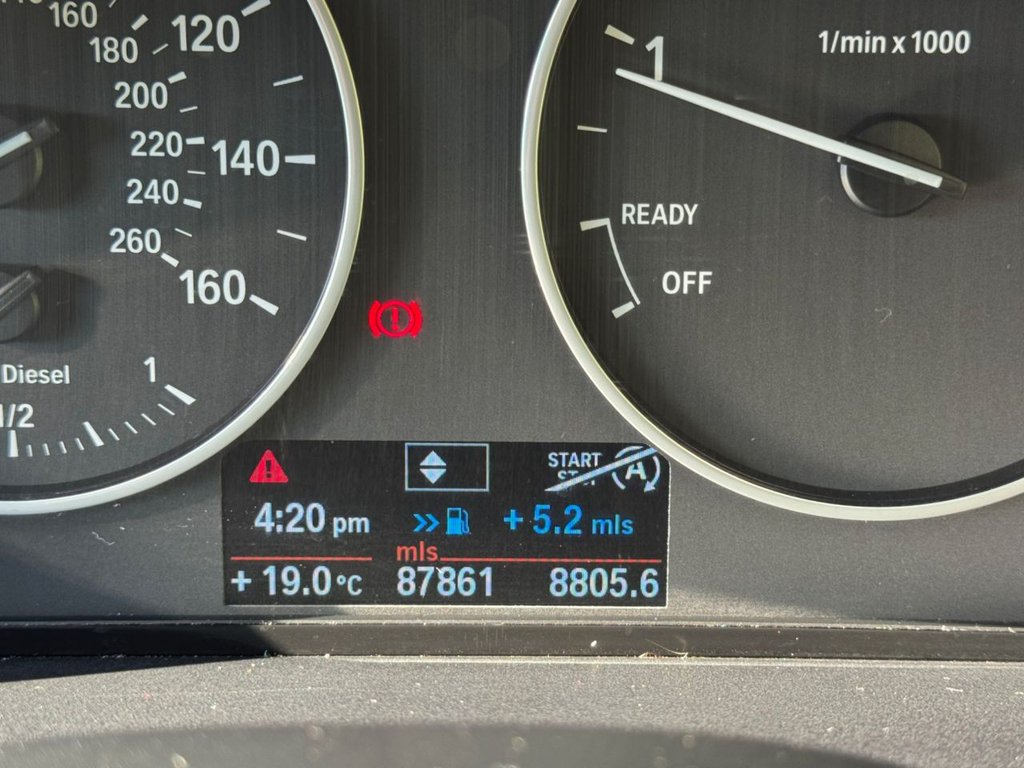 160
180
120
200
220
140
240
260
160
Diesel
1
1/2
1/min x 1000
1
READY
OFF
START
STOP
A
4:20 pm
+ 5.2 mls
mls
+ 19.0 °C
87861
8805.6